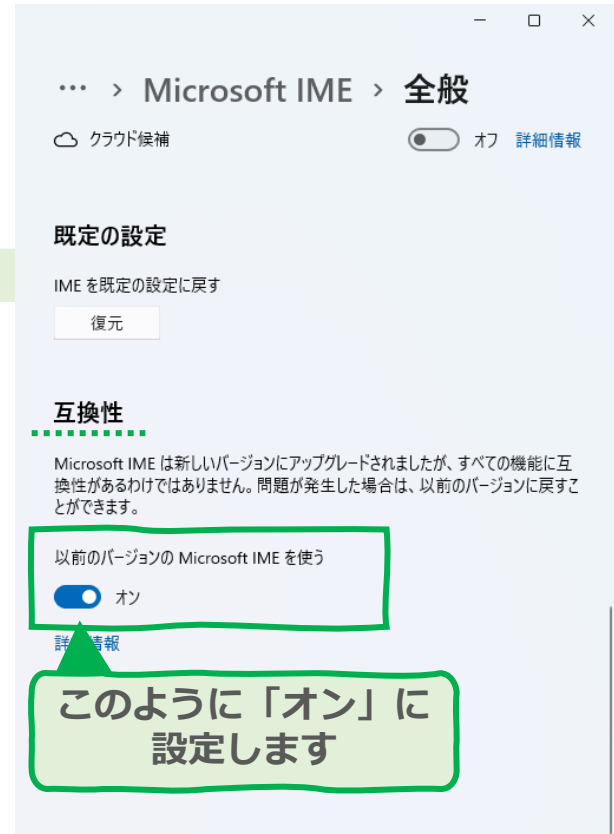 … › Microsoft IME › 全般
クラウド候補 オフ 詳細情報
既定の設定
IME を既定の設定に戻す
復元
互換性
Microsoft IME は新しいバージョンにアップグレードされましたが、すべての機能に互
換性があるわけではありません。問題が発生した場合は、以前のバージョンに戻すこ
とができます。
以前のバージョンの Microsoft IME を使う
オン
詳 情報
このように「オン」に
設定します